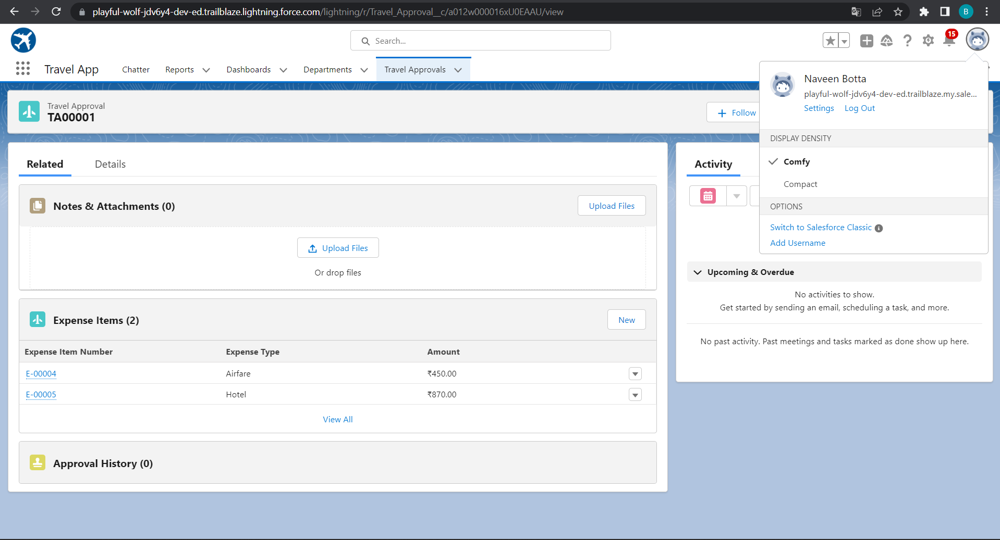 playful-wolf-jdv6y4-dev-ed.trailblaze.lightning.force.com/lightning/r/Travel_Approval__c/a012w000016xU0EAAU/view
B
Search...
15
Travel App
Chatter
Reports
Dashboards
Departments
Travel Approvals
Naveen Botta
playful-wolf-jdv6y4-dev-ed.trailblaze.my.sale...
Settings
Log Out
Travel Approval
TA00001
Follow
DISPLAY DENSITY
Comfy
Compact
OPTIONS
Switch to Salesforce Classic
Add Username
Related
Details
Notes & Attachments (0)
Upload Files
Upload Files
Or drop files
Expense Items (2)
New
Expense Item Number Expense Type Amount
E-00004 Airfare ₹450.00
E-00005 Hotel ₹870.00
View All
Approval History (0)
Activity
Upcoming & Overdue
No activities to show.
Get started by sending an email, scheduling a task, and more.
No past activity. Past meetings and tasks marked as done show up here.